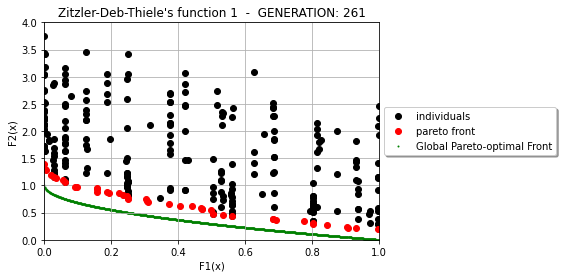 Zitzler-Deb-Thiele's function 1 - GENERATION: 261
4.0
3.5
3.0
2.5
2.0
1.5
1.0
0.5
0.0
F2(x)
0.0 0.2 0.4 0.6 0.8 1.0
F1(x)
individuals
pareto front
Global Pareto-optimal Front